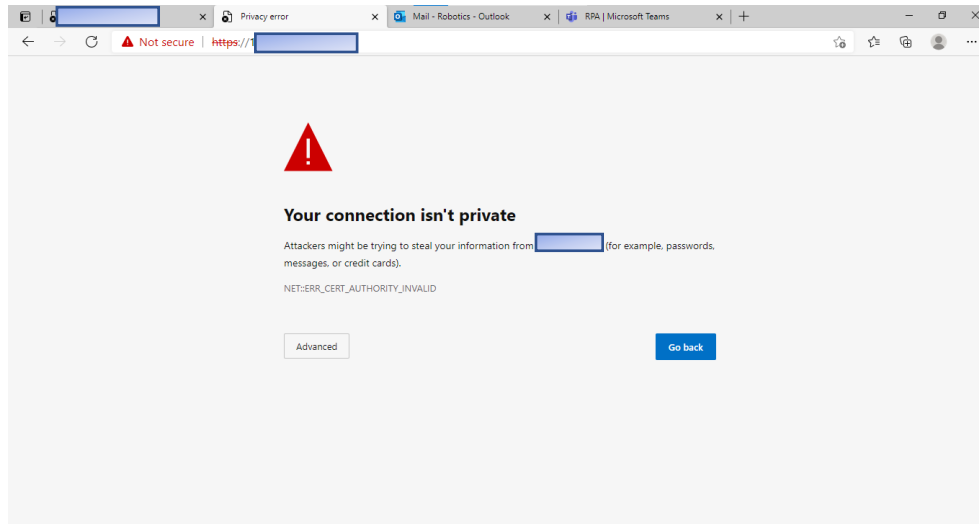 Privacy error
Mail - Robotics - Outlook
RPA | Microsoft Teams
Not secure | https://1
Your connection isn't private
Attackers might be trying to steal your information from (for example, passwords,
messages, or credit cards).
NET::ERR_CERT_AUTHORITY_INVALID
Advanced
Go back